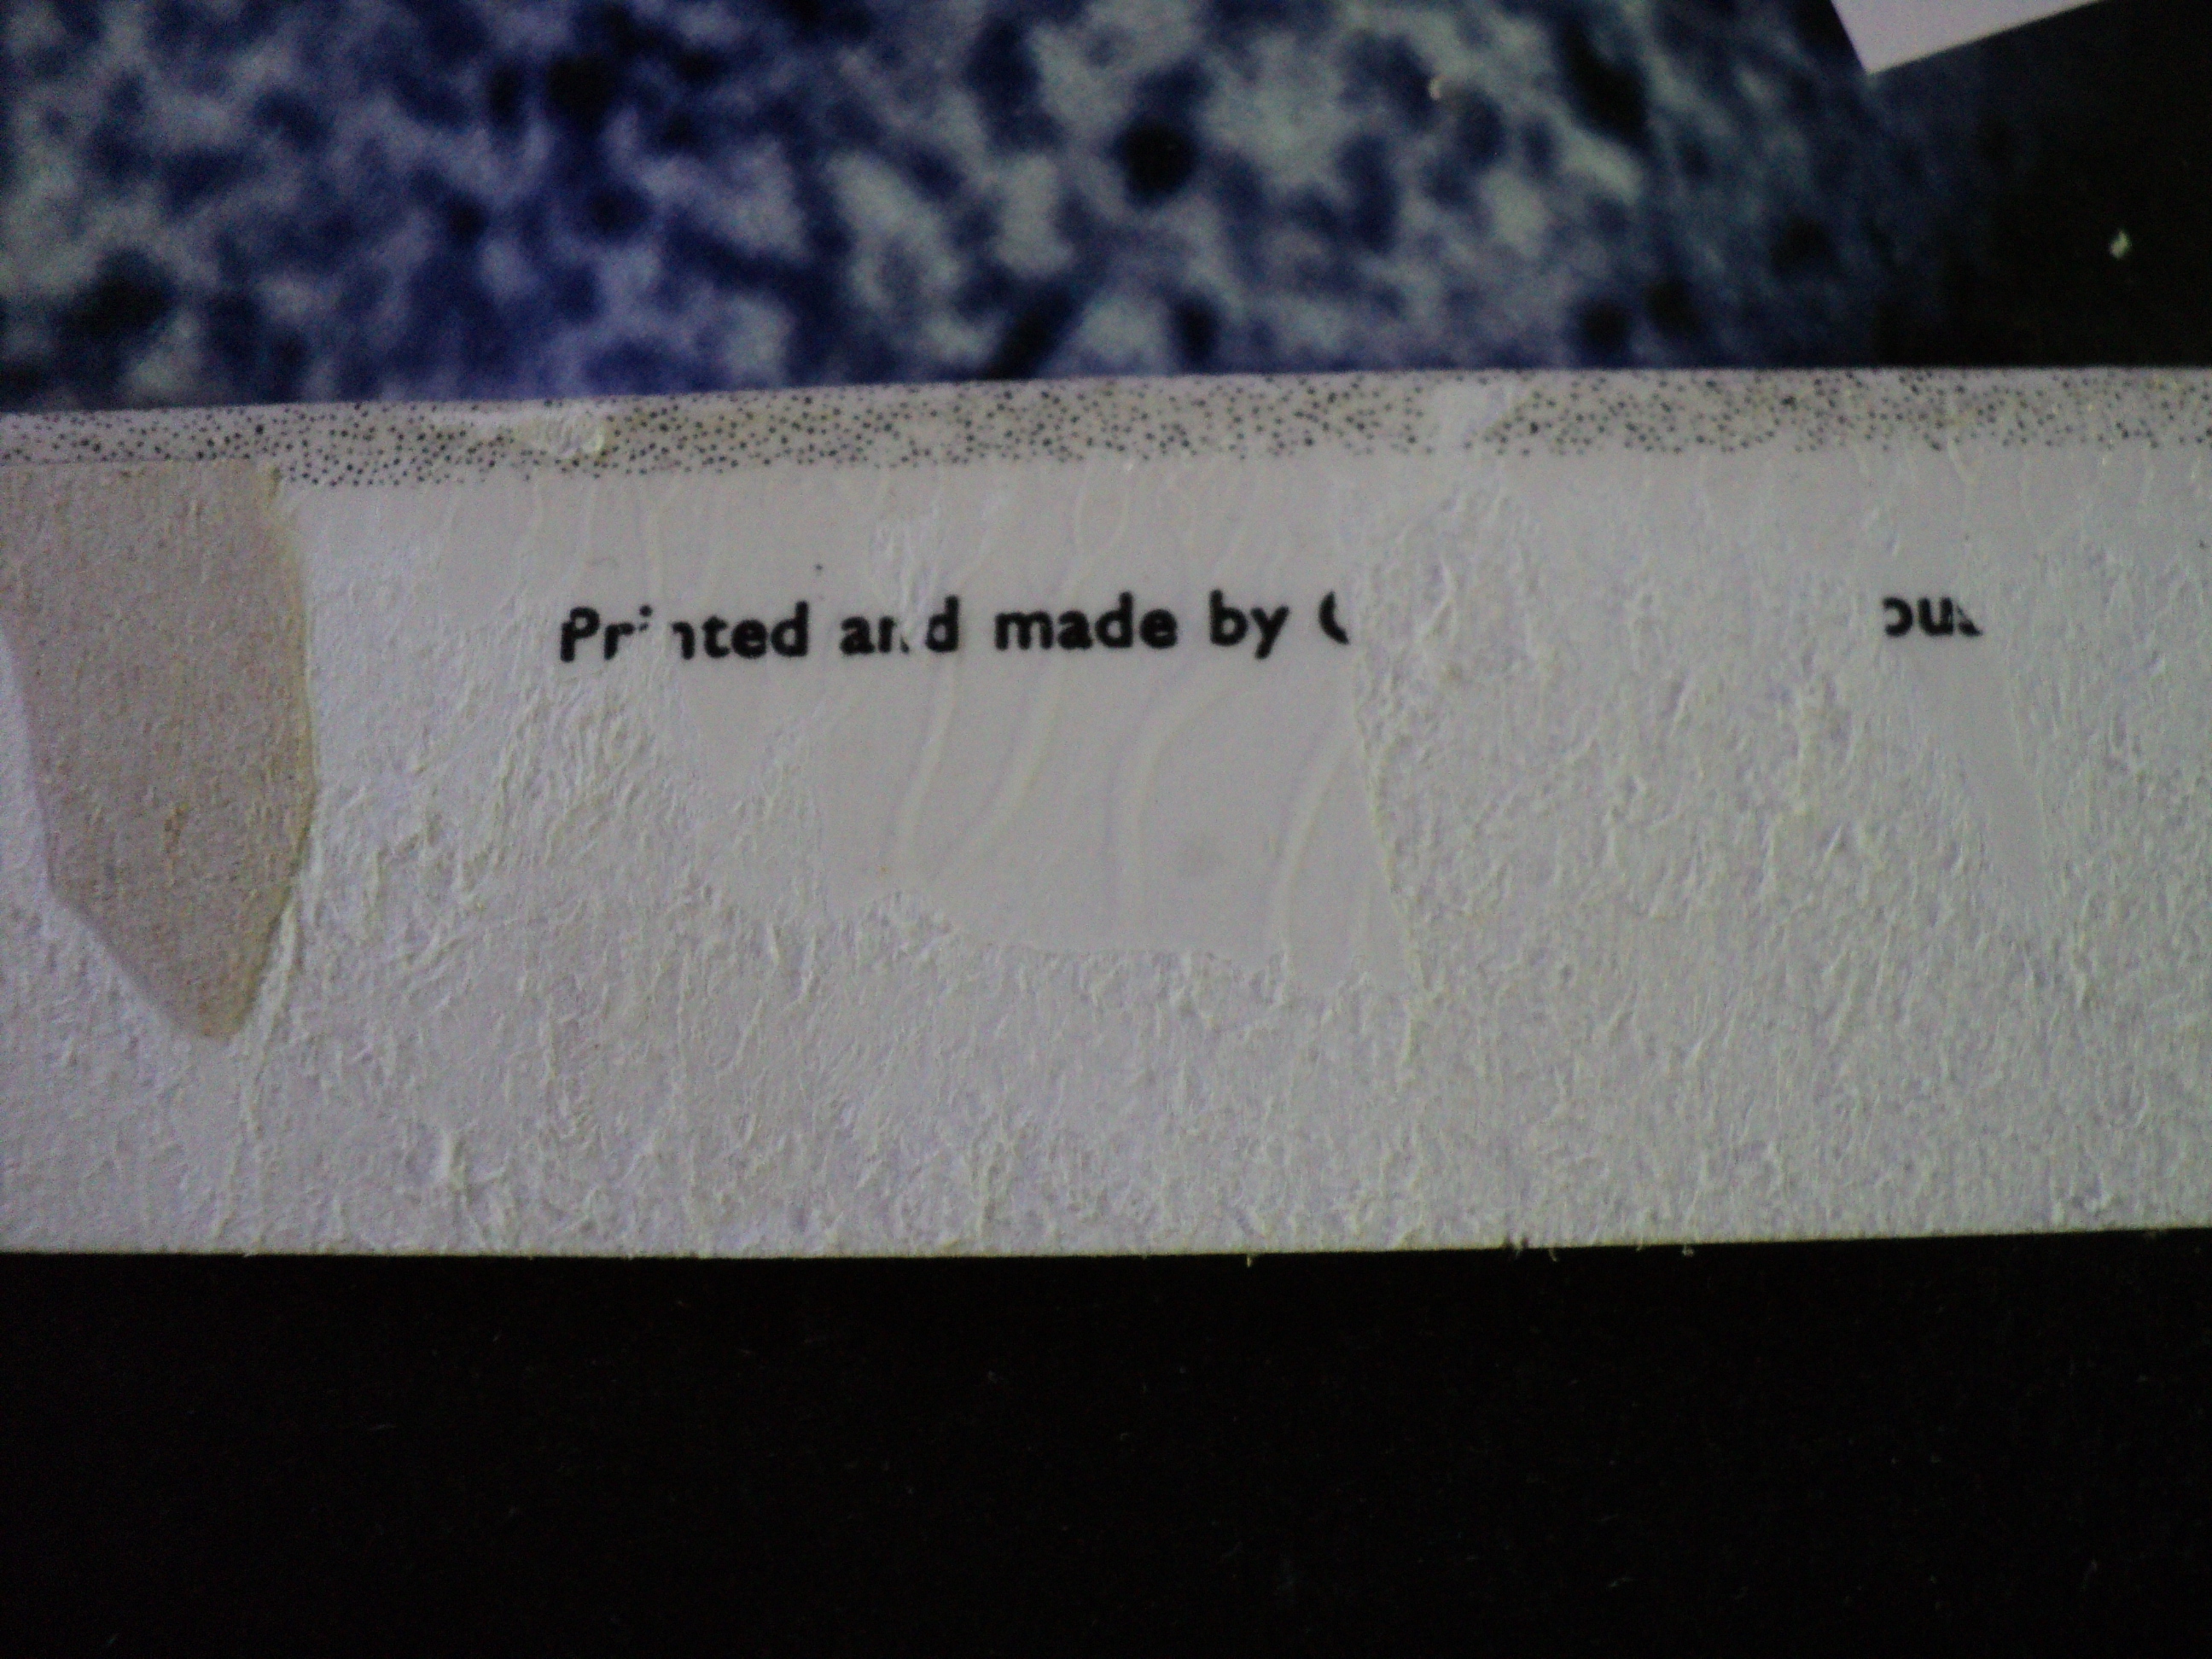 Printed and made by